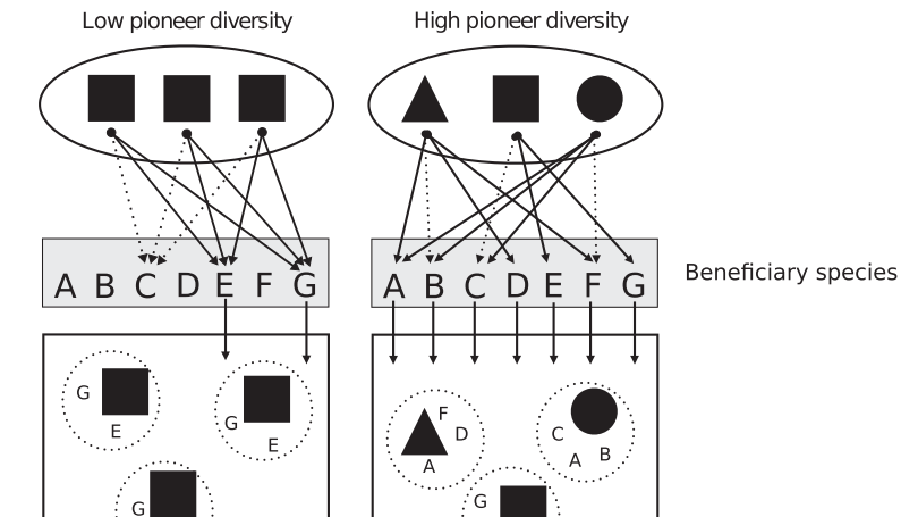 Low pioneer diversity
High pioneer diversity
A B C D E F G
A B C D E F G
Beneficiary species
G
E
G
E
G
F
D
A
C
A
B
G